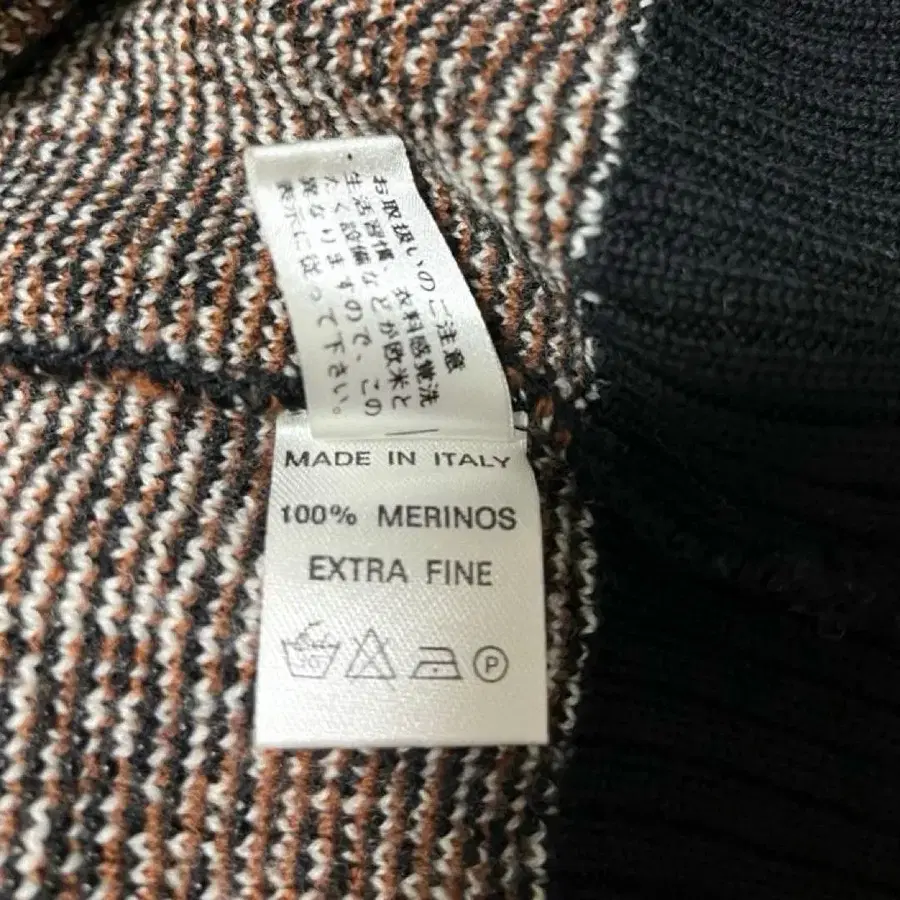 お取扱いのご注意
生活習慣、衣料感覚洗
たく設備などが欧米と
異なりますので、この
表示に従って下さい。
MADE IN ITALY
100% MERINOS
EXTRA FINE
30
P